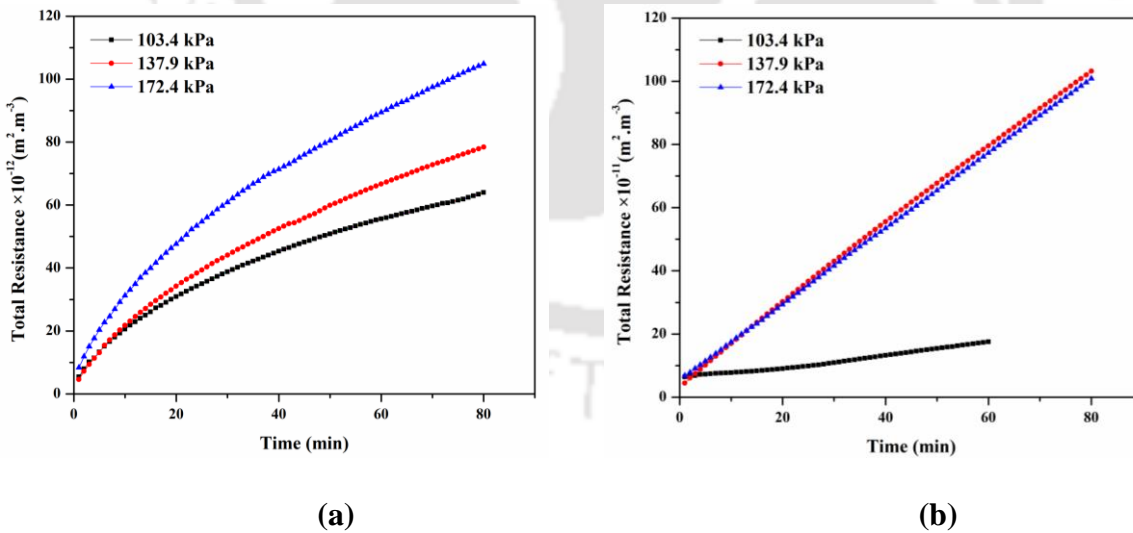 120
100
80
60
40
20
0
Total Resistance ×10⁻¹² (m².m⁻³)
103.4 kPa
137.9 kPa
172.4 kPa
0 20 40 60 80
Time (min)
(a)
120
100
80
60
40
20
0
Total Resistance ×10⁻¹¹ (m².m⁻³)
103.4 kPa
137.9 kPa
172.4 kPa
0 20 40 60 80
Time (min)
(b)